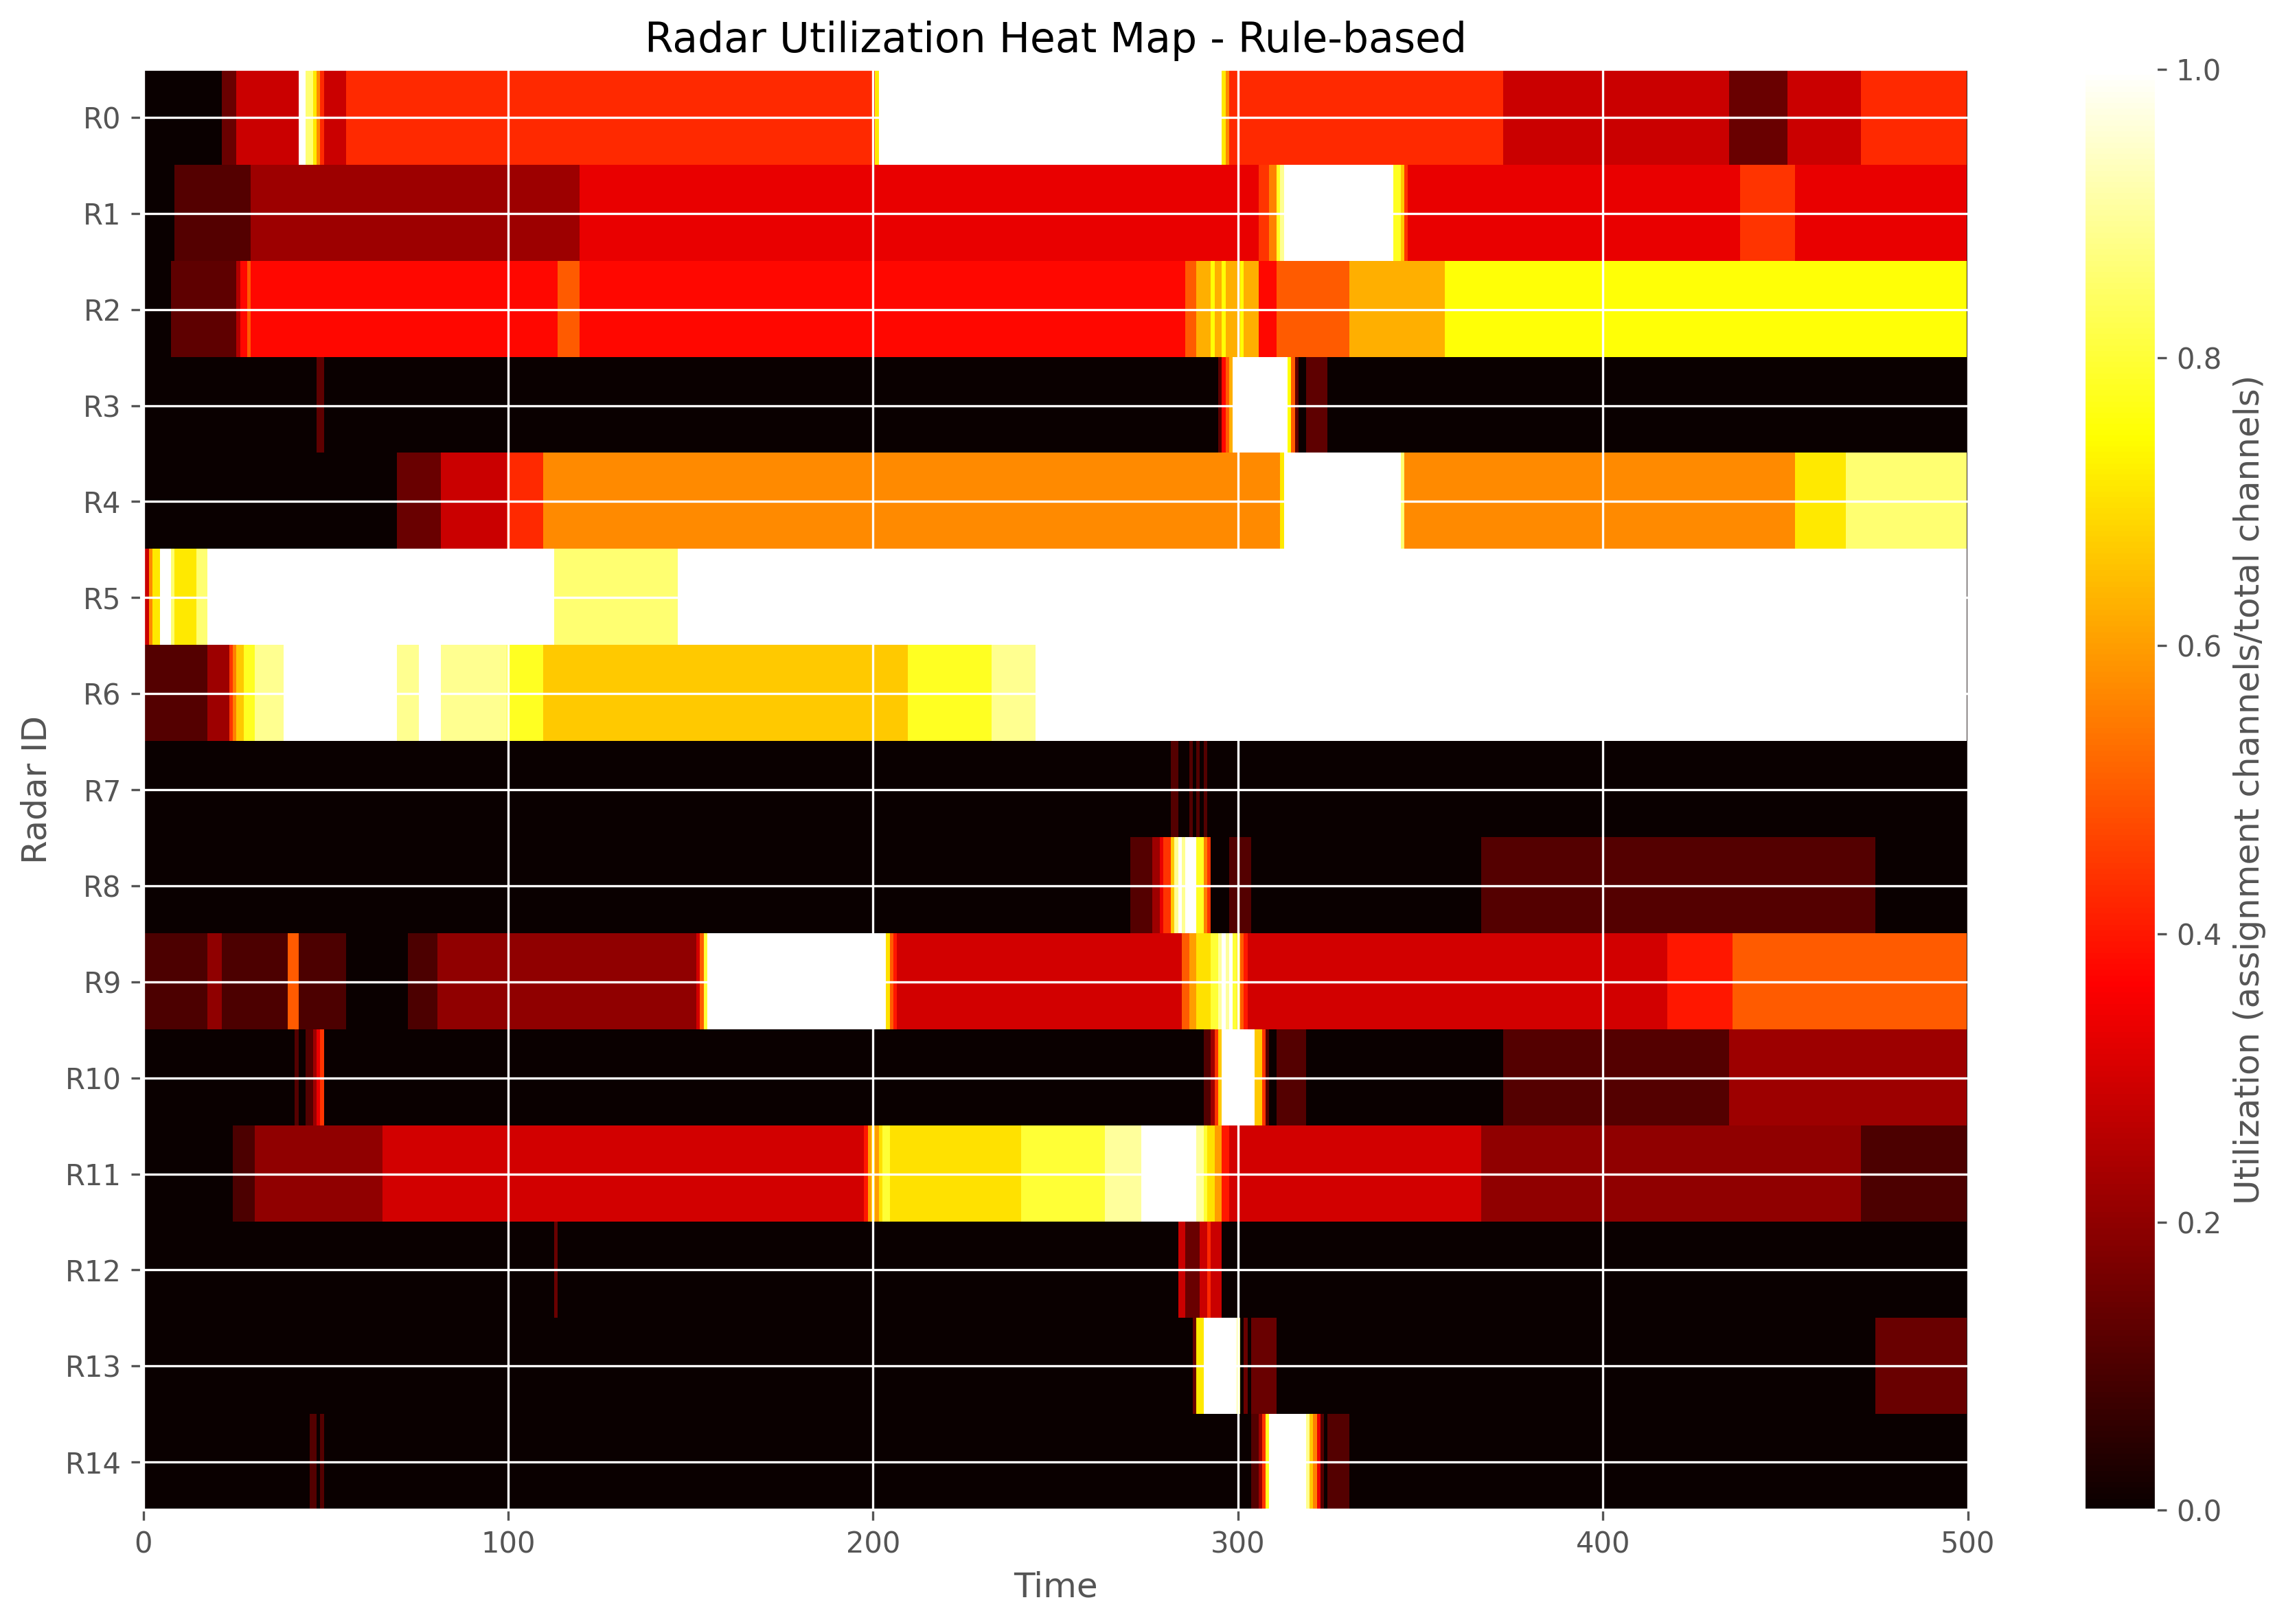 Radar Utilization Heat Map - Rule-based
R0
R1
R2
R3
R4
R5
R6
R7
R8
R9
R10
R11
R12
R13
R14
Radar ID
0
100
200
300
400
500
Time
1.0
0.8
0.6
0.4
0.2
0.0
Utilization (assignment channels/total channels)